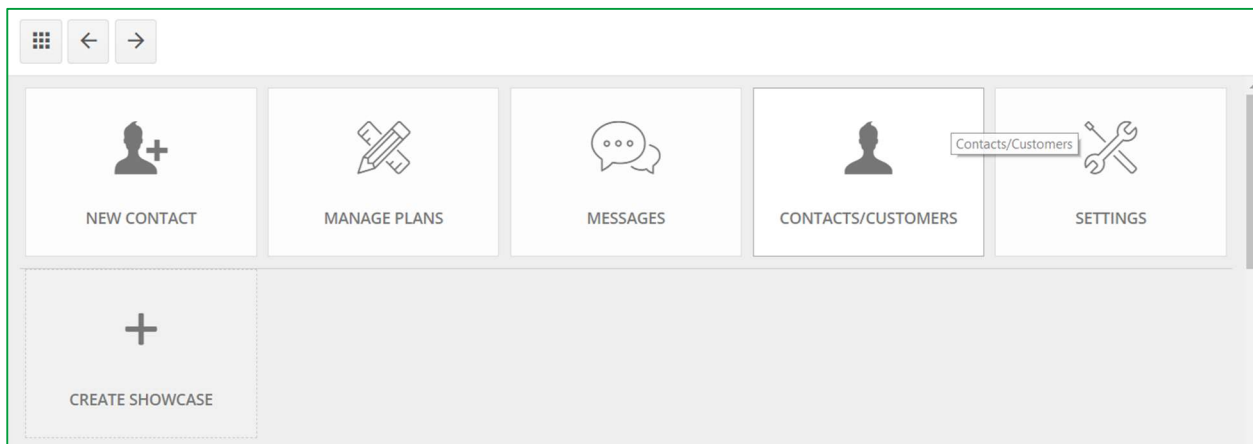 NEW CONTACT
MANAGE PLANS
MESSAGES
CONTACTS/CUSTOMERS
Contacts/Customers
SETTINGS
CREATE SHOWCASE